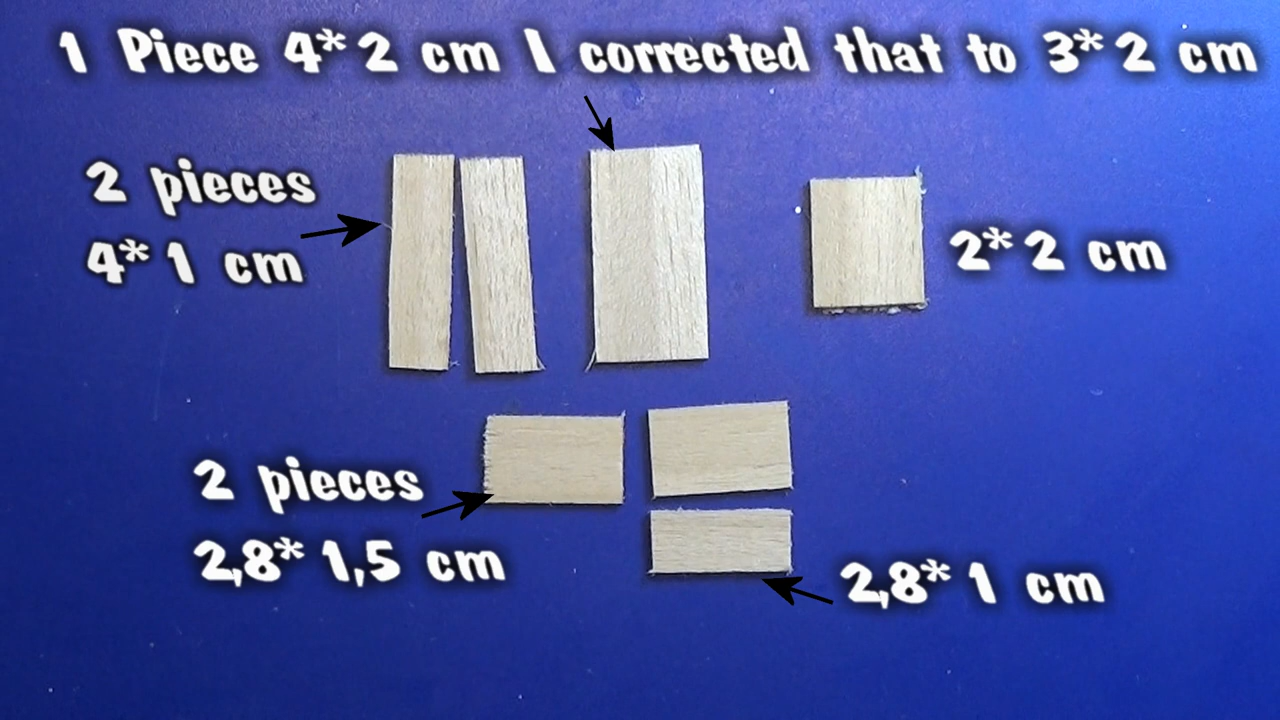 1 Piece 4*2 cm I corrected that to 3*2 cm
2 pieces
4*1 cm
2*2 cm
2 pieces
2,8*1,5 cm
2,8*1 cm